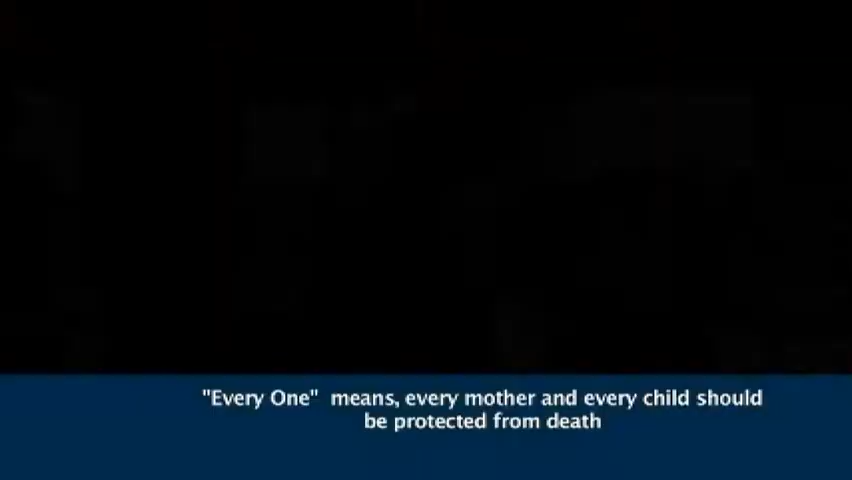 "Every One"  means, every mother and every child should
be protected from death